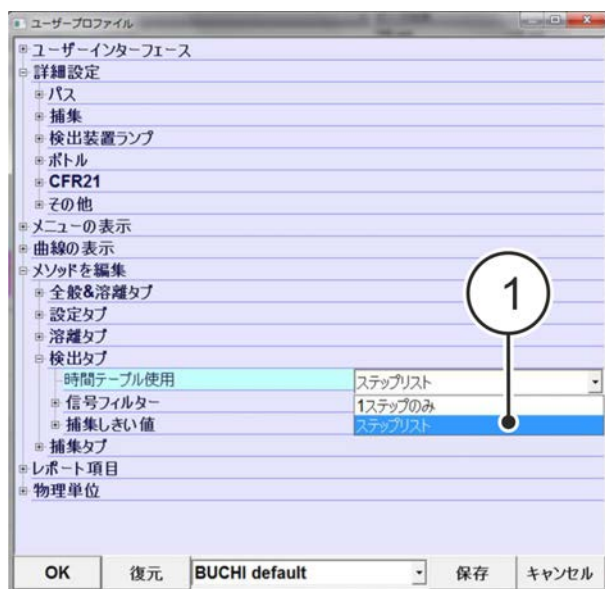 ユーザープロファイル
ユーザーインターフェース
詳細設定
パス
捕集
検出装置ランプ
ボトル
CFR21
その他
メニューの表示
曲線の表示
メソッドを編集
全般&溶離タブ
設定タブ
溶離タブ
検出タブ
時間テーブル使用 ステップリスト
信号フィルター 1ステップのみ
捕集しきい値 ステップリスト
捕集タブ
レポート項目
物理単位
1
OK 復元 BUCHI default 保存 キャンセル